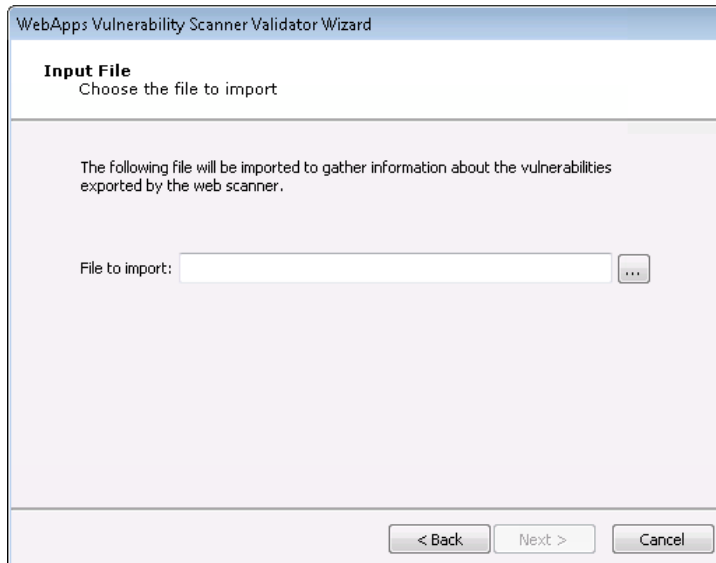 WebApps Vulnerability Scanner Validator Wizard
Input File
Choose the file to import
The following file will be imported to gather information about the vulnerabilities
exported by the web scanner.
File to import:
...
< Back Next > Cancel